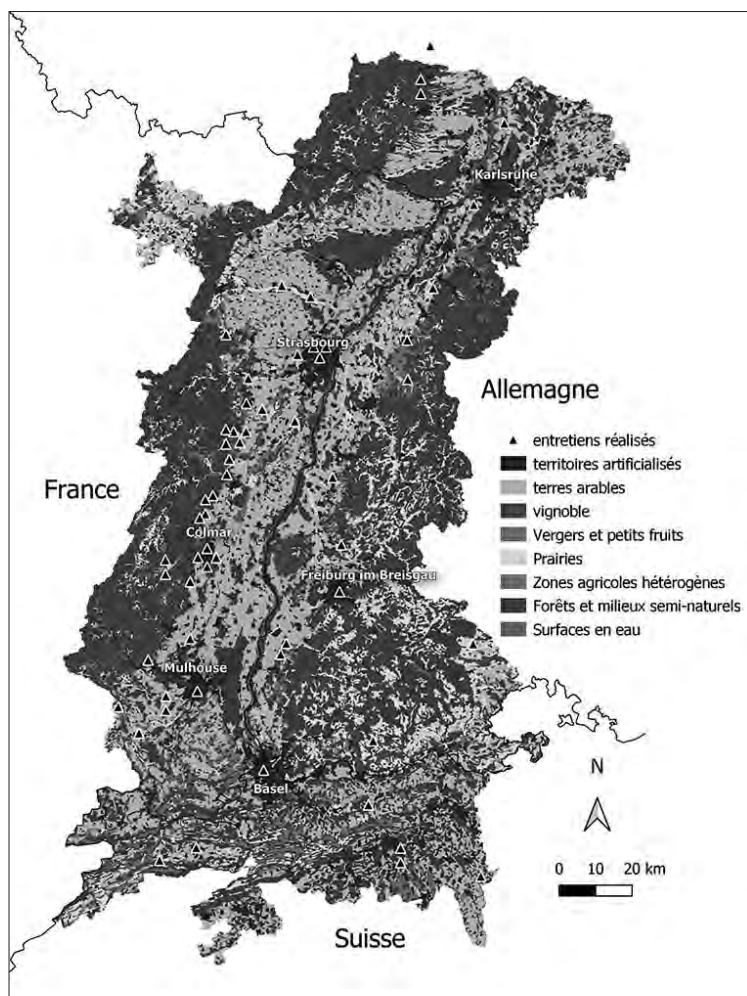 Karlsruhe
Strasbourg
Allemagne
entretiens réalisés
territoires artificialisés
terres arables
vignoble
Vergers et petits fruits
Prairies
Zones agricoles hétérogènes
Forêts et milieux semi-naturels
Surfaces en eau
France
Colmar
Freiburg im Breisgau
Mulhouse
Basel
N
0 10 20 km
Suisse